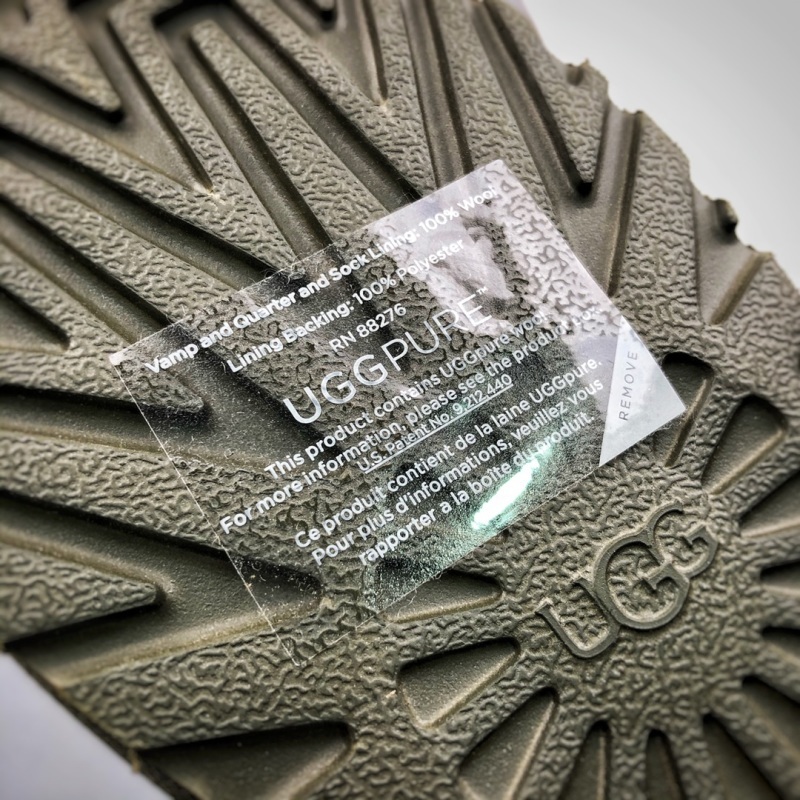 Vamp and Quarter and Sock Lining: 100% Wool
Lining Backing: 100% Polyester
RN 88276
UGGPURE™
This product contains UGGpure wool.
For more information, please see the product
U.S. Patent No. 9,212,440
Ce produit contient de la laine UGGpure.
Pour plus d'informations, veuillez vous
rapporter a la boîte du produit.
REMOVE
UGG